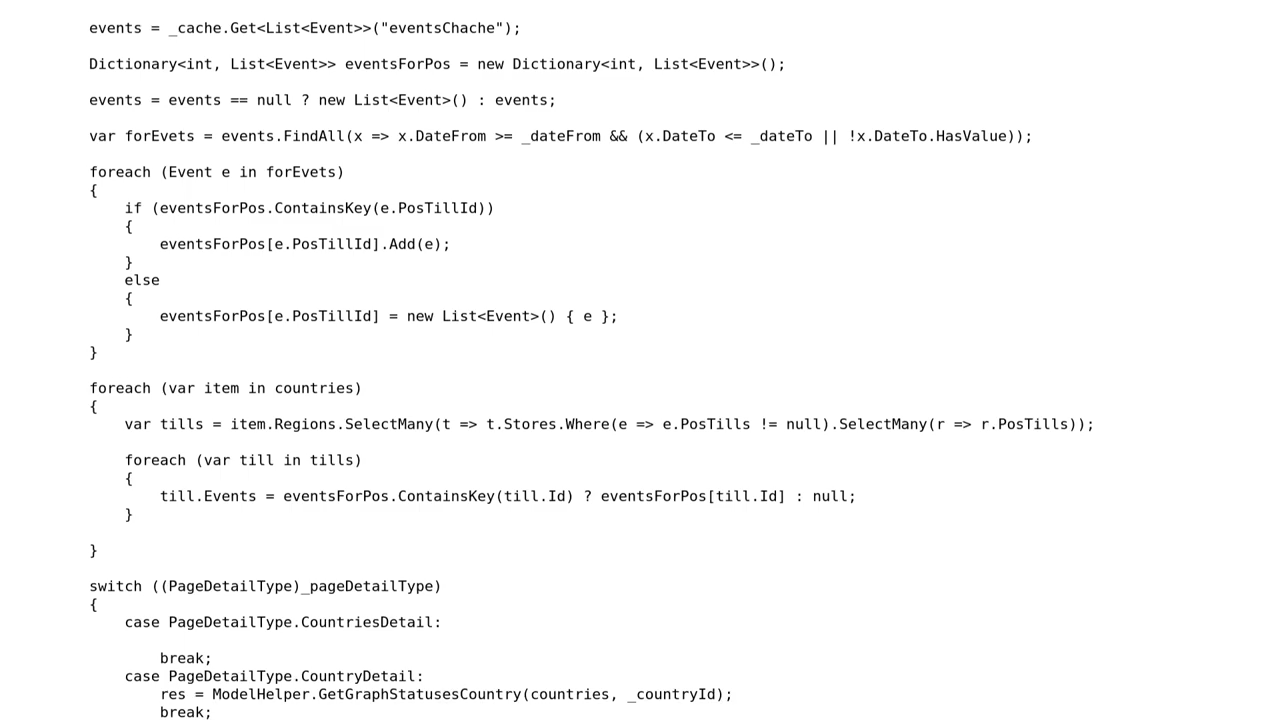 events = _cache.Get<List<Event>>("eventsChache");
Dictionary<int, List<Event>> eventsForPos = new Dictionary<int, List<Event>>();
events = events == null ? new List<Event>() : events;
var forEvets = events.FindAll(x => x.DateFrom >= _dateFrom && (x.DateTo <= _dateTo || !x.DateTo.HasValue));
foreach (Event e in forEvets)
{
    if (eventsForPos.ContainsKey(e.PosTillId))
    {
        eventsForPos[e.PosTillId].Add(e);
    }
    else
    {
        eventsForPos[e.PosTillId] = new List<Event>() { e };
    }
}
foreach (var item in countries)
{
    var tills = item.Regions.SelectMany(t => t.Stores.Where(e => e.PosTills != null).SelectMany(r => r.PosTills));
    foreach (var till in tills)
    {
        till.Events = eventsForPos.ContainsKey(till.Id) ? eventsForPos[till.Id] : null;
    }
}
switch ((PageDetailType)_pageDetailType)
{
    case PageDetailType.CountriesDetail:
        break;
    case PageDetailType.CountryDetail:
        res = ModelHelper.GetGraphStatusesCountry(countries, _countryId);
        break;